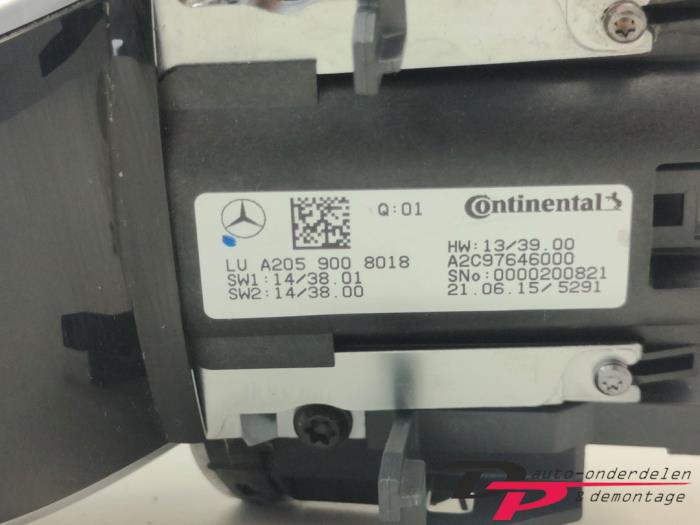 Q:01
Continental
LU A205 900 8018
SW1:14/38.01
SW2:14/38.00
HW:13/39.00
A2C97646000
SNo:0000200821
21.06.15/5291
auto-onderdelen
PP & demontage